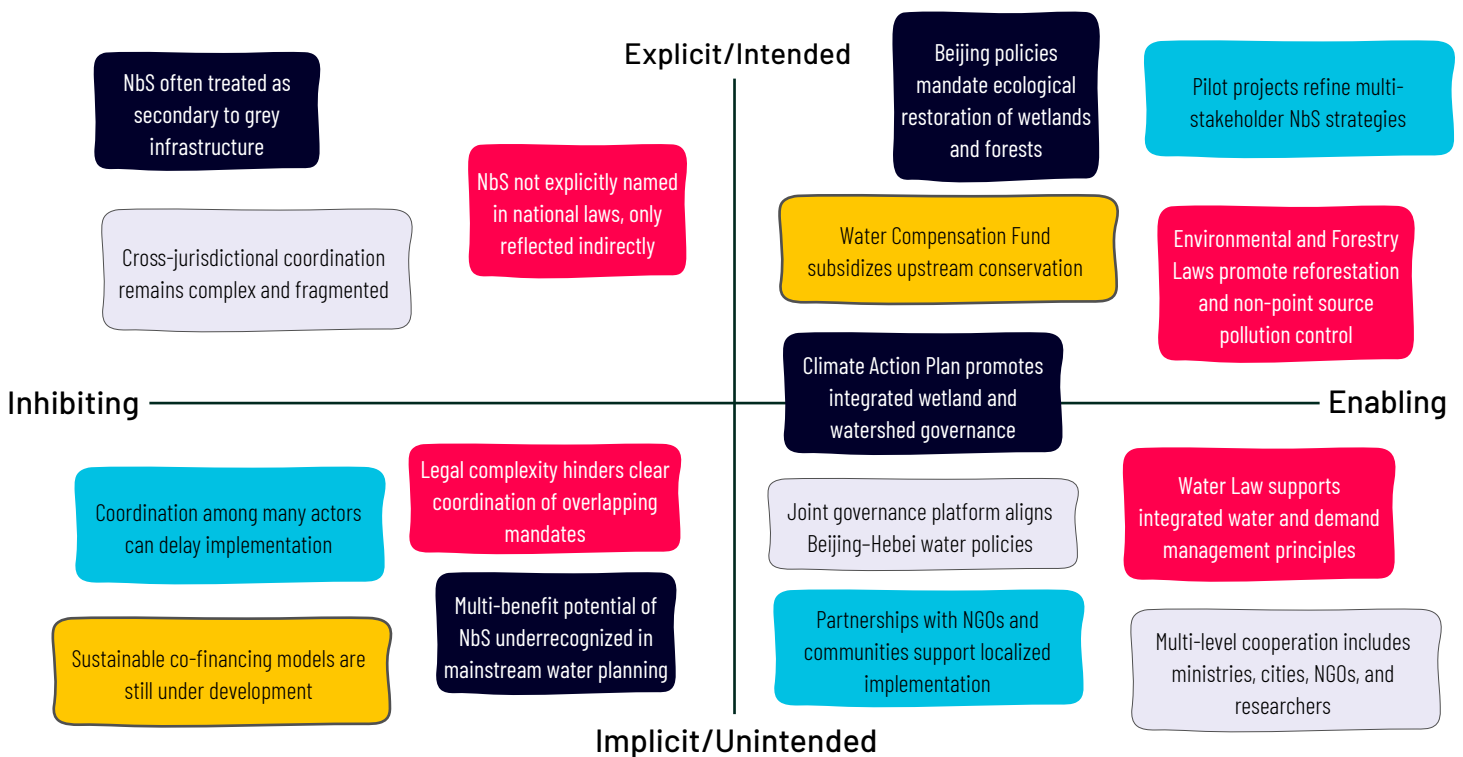 Explicit/Intended
NbS often treated as
secondary to grey
infrastructure
NbS not explicitly named
in national laws, only
reflected indirectly
Cross-jurisdictional coordination
remains complex and fragmented
Beijing policies
mandate ecological
restoration of wetlands
and forests
Pilot projects refine multi-
stakeholder NbS strategies
Water Compensation Fund
subsidizes upstream conservation
Environmental and Forestry
Laws promote reforestation
and non-point source
pollution control
Climate Action Plan promotes
integrated wetland and
watershed governance
Inhibiting
Enabling
Coordination among many actors
can delay implementation
Legal complexity hinders clear
coordination of overlapping
mandates
Sustainable co-financing models are
still under development
Multi-benefit potential of
NbS underrecognized in
mainstream water planning
Joint governance platform aligns
Beijing–Hebei water policies
Water Law supports
integrated water and demand
management principles
Partnerships with NGOs and
communities support localized
implementation
Multi-level cooperation includes
ministries, cities, NGOs, and
researchers
Implicit/Unintended